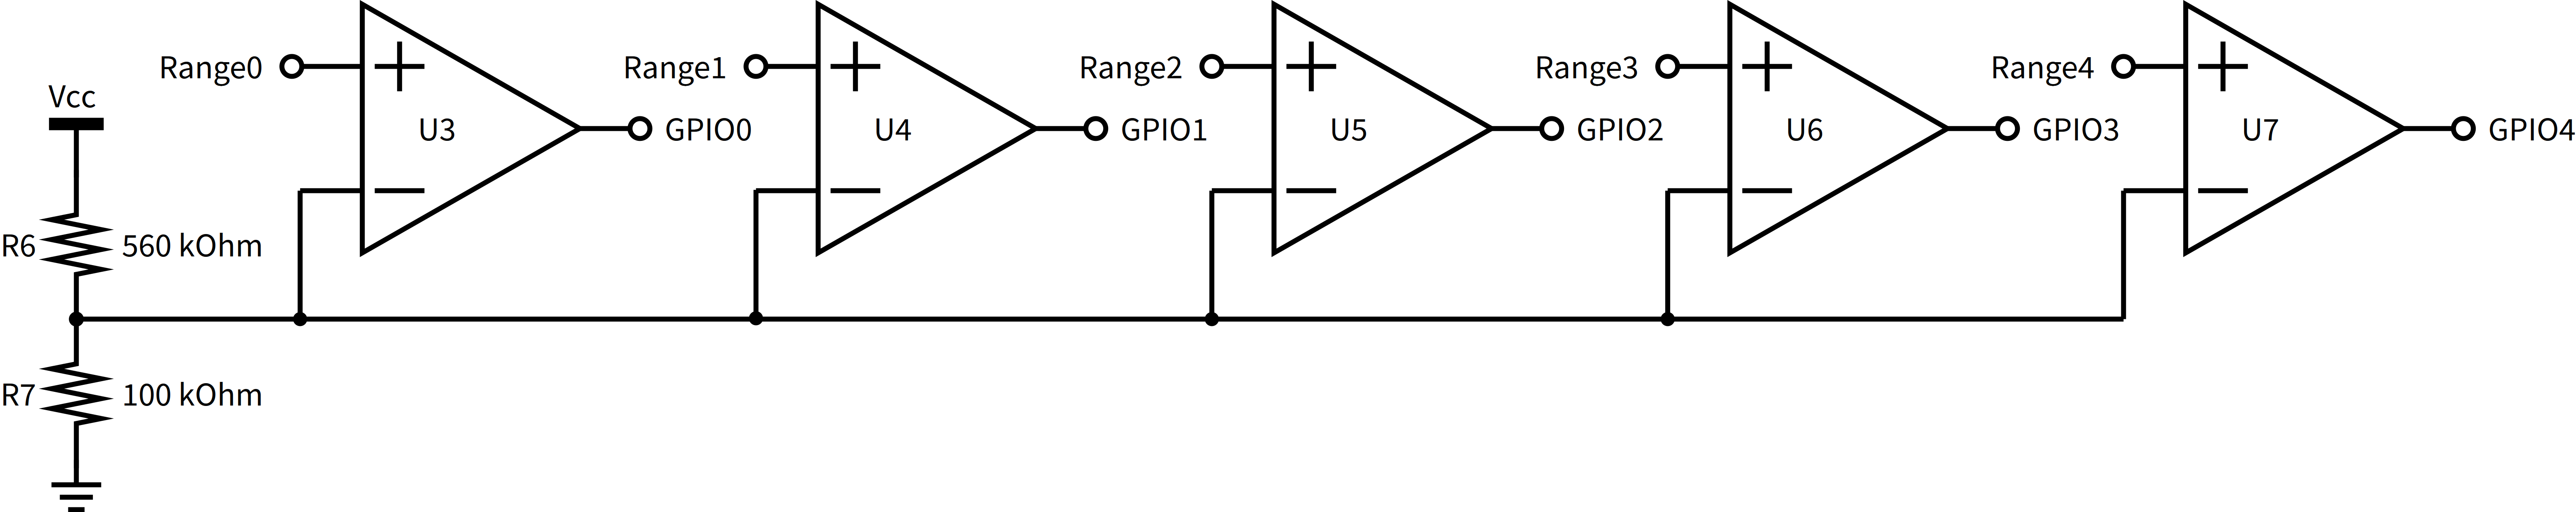 Range0
Range1
Range2
Range3
Range4
Vcc
U3
GPIO0
U4
GPIO1
U5
GPIO2
U6
GPIO3
U7
GPIO4
R6
560 kOhm
R7
100 kOhm